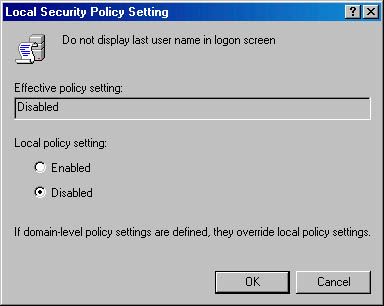 Local Security Policy Setting
Do not display last user name in logon screen
Effective policy setting:
Disabled
Local policy setting:
Enabled
Disabled
If domain-level policy settings are defined, they override local policy settings.
OK Cancel